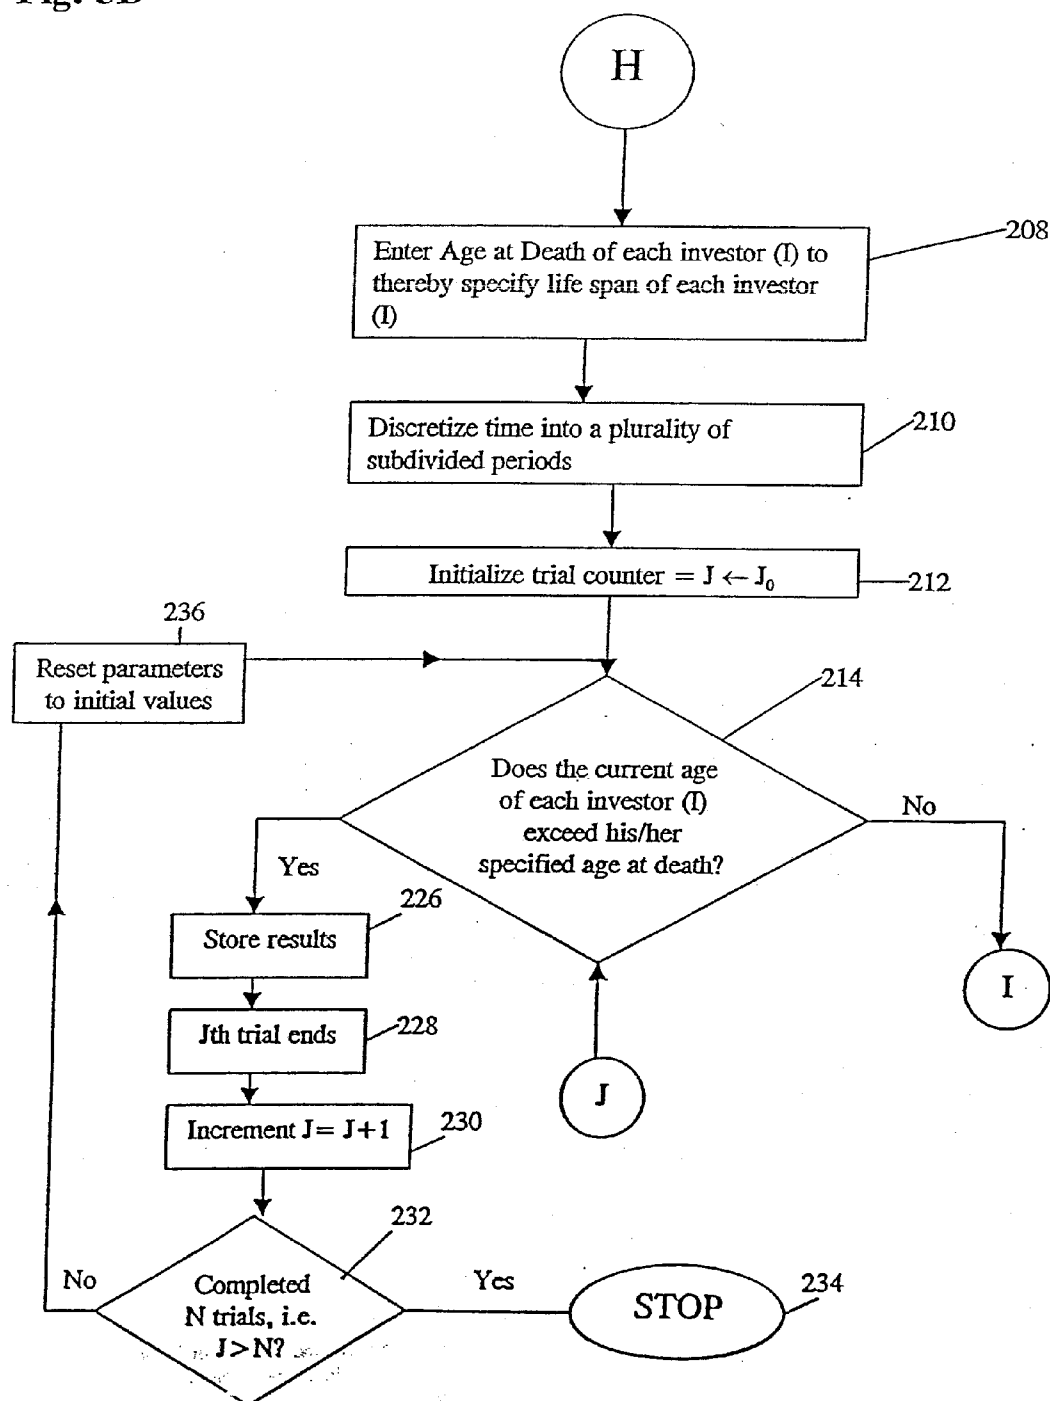 H
208
Enter Age at Death of each investor (I) to
thereby specify life span of each investor
(I)
210
Discretize time into a plurality of
subdivided periods
Initialize trial counter = J ← J₀
212
236
Reset parameters
to initial values
214
Does the current age
of each investor (I)
exceed his/her
specified age at death?
No
Yes
226
Store results
I
228
Jth trial ends
J
Increment J= J+1
230
232
No
Completed
N trials, i.e.
J>N?
Yes
STOP
234